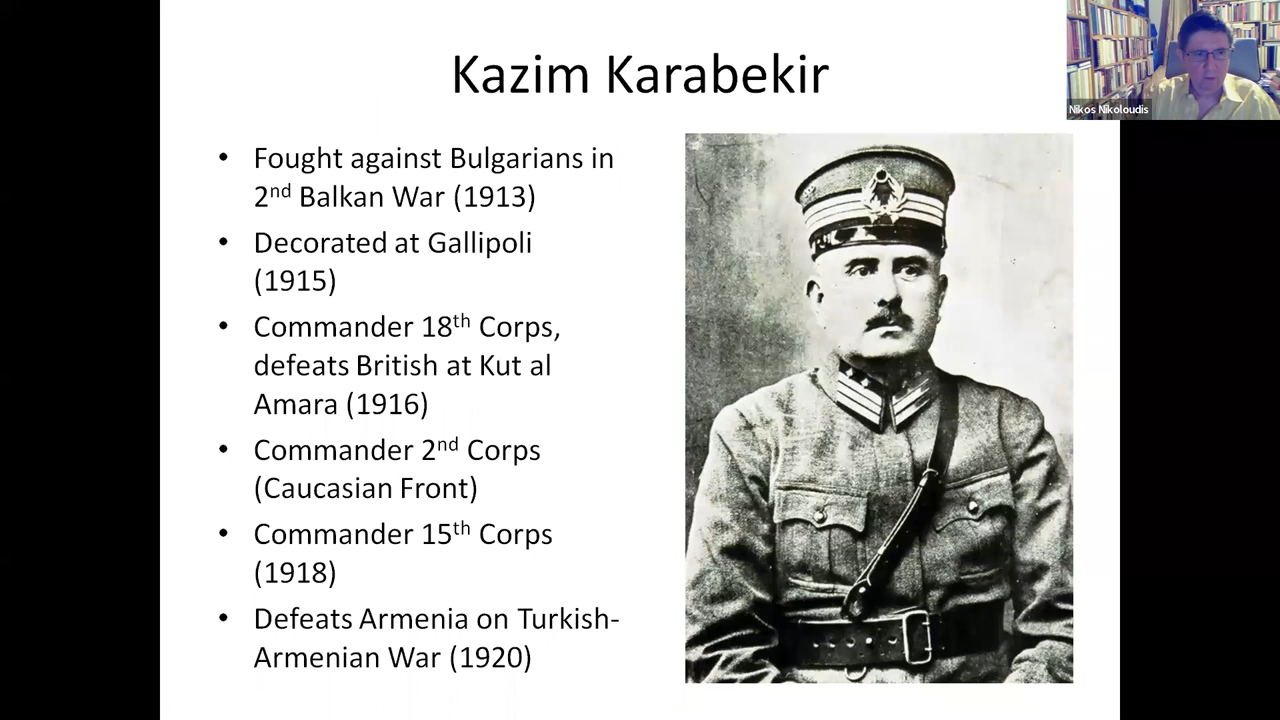 Kazim Karabekir
Nikos Nikoloudis
• Fought against Bulgarians in
2nd Balkan War (1913)
• Decorated at Gallipoli
(1915)
• Commander 18th Corps,
defeats British at Kut al
Amara (1916)
• Commander 2nd Corps
(Caucasian Front)
• Commander 15th Corps
(1918)
• Defeats Armenia on Turkish-
Armenian War (1920)